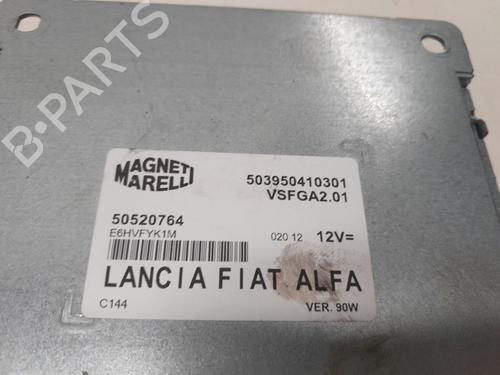 MAGNETI MARELLI
503950410301
VSFGA2.01
50520764
E6HVFYK1M
020 12 12V=
LANCIA FIAT ALFA
C144
VER. 90W
B-PARTS